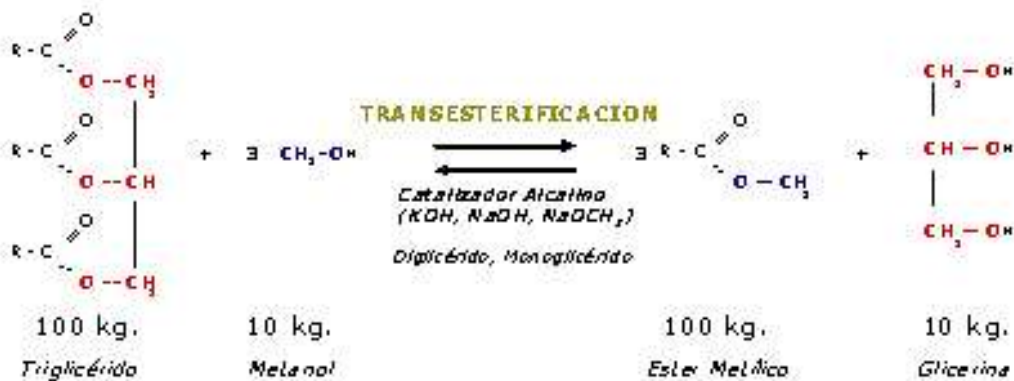 O
R - C
O -- CH₂
TRANSESTERIFICACION
O
R - C
O -- CH
+ 3 CH₃-OH
O
3 R - C
O — CH₃
+
CH₂ — OH
CH — OH
CH₂ — OH
Catalizador Alcalino
(KOH, NaOH, NaOCH₃)
Diglicérido, Monoglicérido
O
R - C
O -- CH₂
100 kg. 10 kg. 100 kg. 10 kg.
Triglicérido Metanol Ester Metílico Glicerina